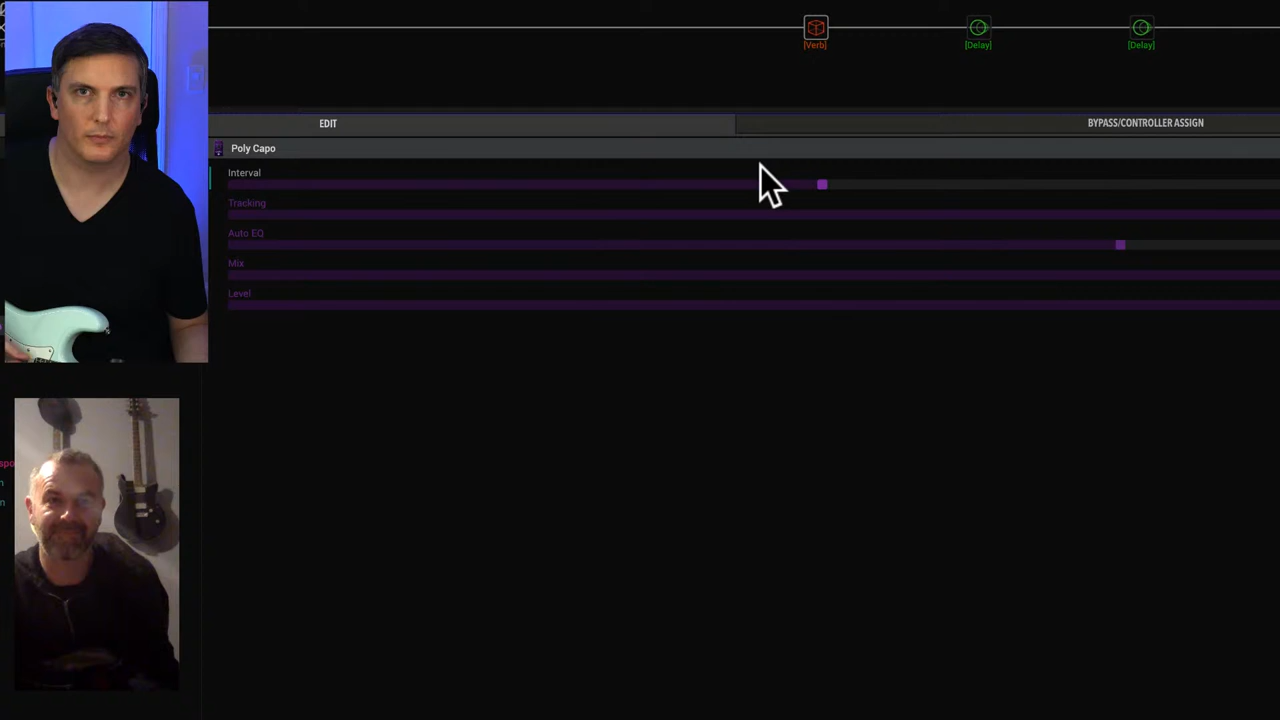 [Verb]
[Delay]
[Delay]
EDIT
BYPASS/CONTROLLER ASSIGN
Poly Capo
Interval
Tracking
Auto EQ
Mix
Level